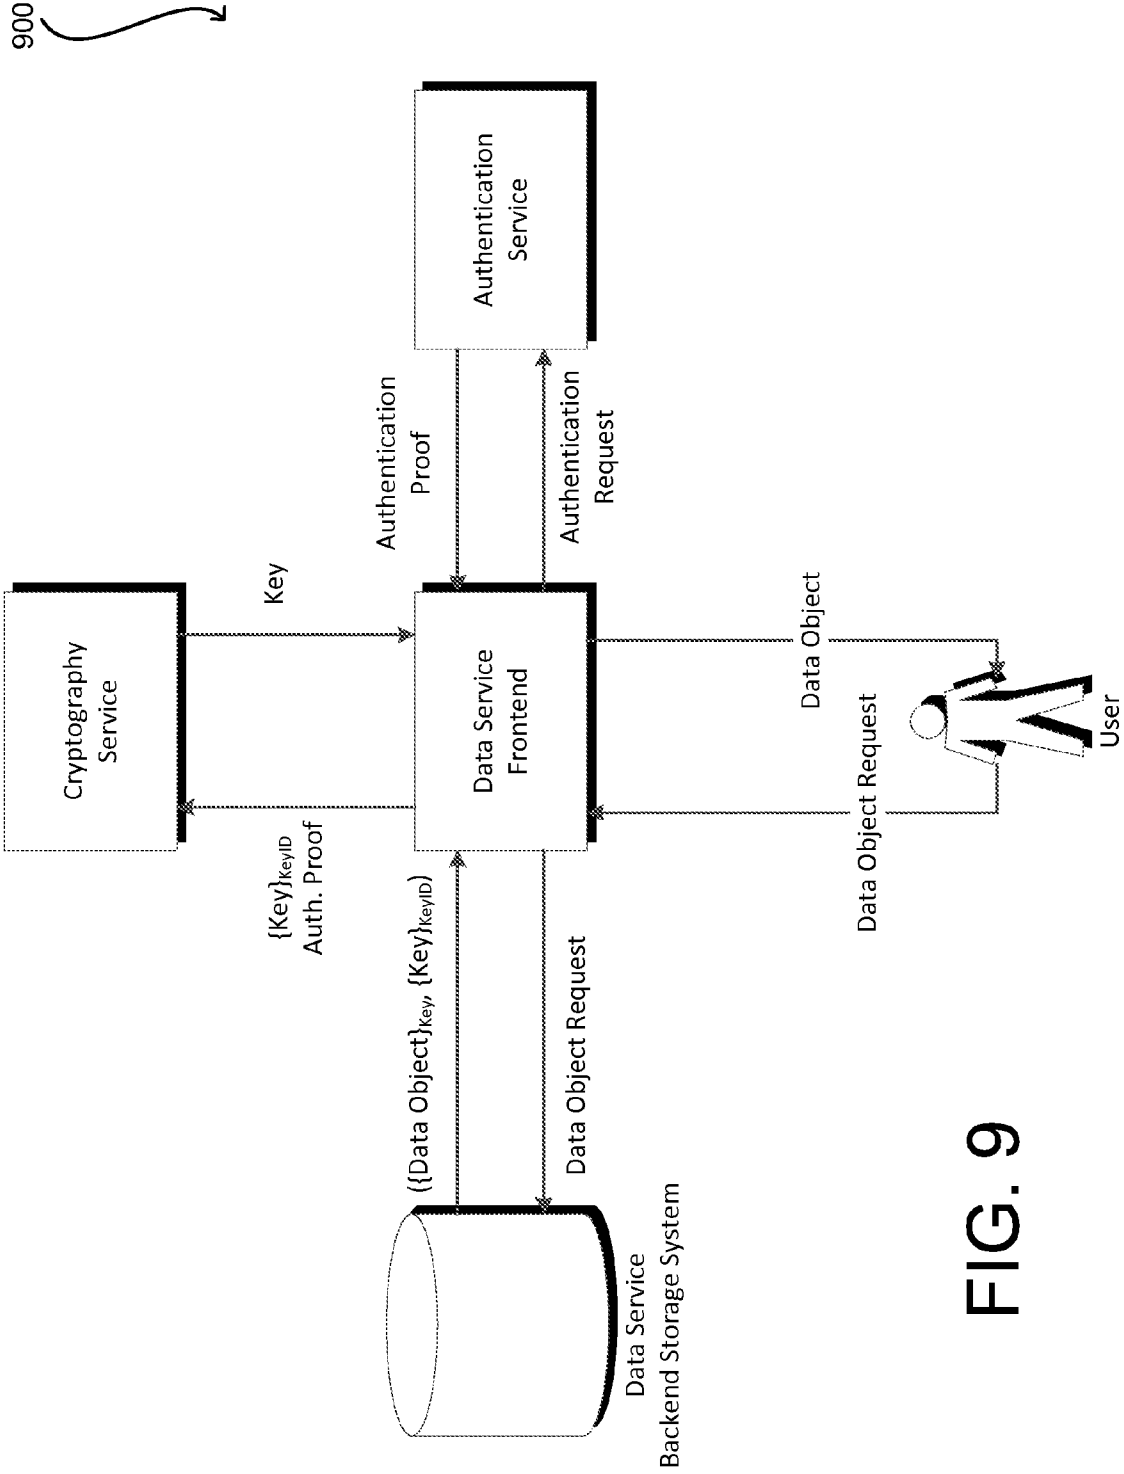 900
Cryptography
Service
{Key}KeyID
Auth. Proof
Key
({Data Object}Key, {Key}KeyID)
Authentication
Proof
Data Service
Frontend
Authentication
Service
Data Object Request
Authentication
Request
Data Service
Backend Storage System
Data Object Request
Data Object
User
FIG. 9